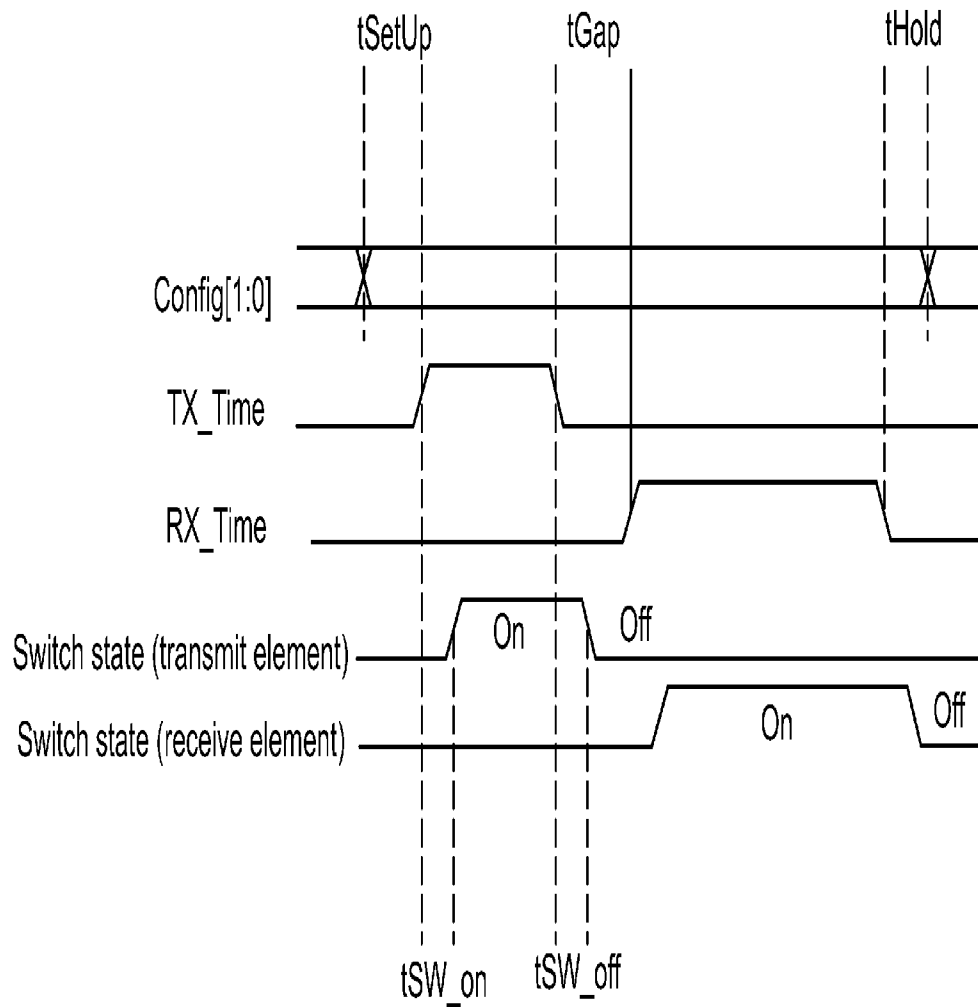 tSetUp
tGap
tHold
Config[1:0]
TX_Time
RX_Time
On
Off
Switch state (transmit element)
On
Off
Switch state (receive element)
tSW_on
tSW_off